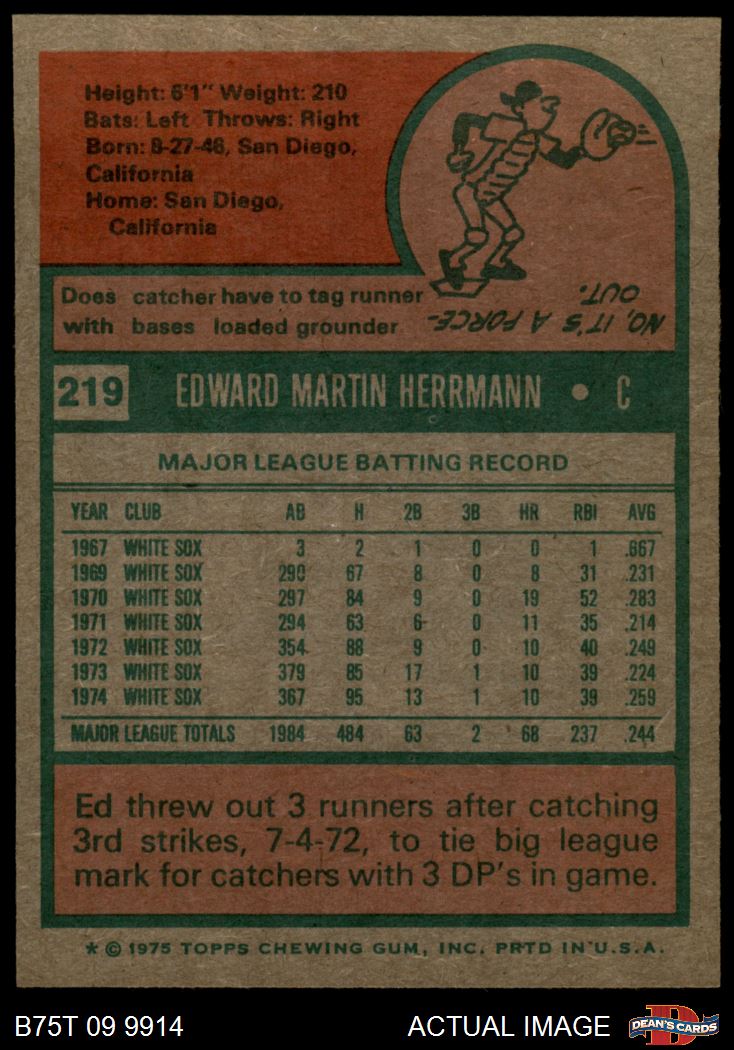 Height: 6'1" Weight: 210
Bats: Left Throws: Right
Born: 8-27-46, San Diego,
California
Home: San Diego,
California
Does catcher have to tag runner
with bases loaded grounder
NO, IT'S A FORCE-
OUT.
219 EDWARD MARTIN HERRMANN • C
MAJOR LEAGUE BATTING RECORD
YEAR CLUB AB H 2B 3B HR RBI AVG
1967 WHITE SOX 3 2 1 0 0 1 .667
1969 WHITE SOX 290 67 8 0 8 31 .231
1970 WHITE SOX 297 84 9 0 19 52 .283
1971 WHITE SOX 294 63 6 0 11 35 .214
1972 WHITE SOX 354 88 9 0 10 40 .249
1973 WHITE SOX 379 85 17 1 10 39 .224
1974 WHITE SOX 367 95 13 1 10 39 .259
MAJOR LEAGUE TOTALS 1984 484 63 2 68 237 .244
Ed threw out 3 runners after catching
3rd strikes, 7-4-72, to tie big league
mark for catchers with 3 DP's in game.
* © 1975 TOPPS CHEWING GUM, INC. PRTD IN U.S.A.
B75T 09 9914 ACTUAL IMAGE DEAN'S CARDS